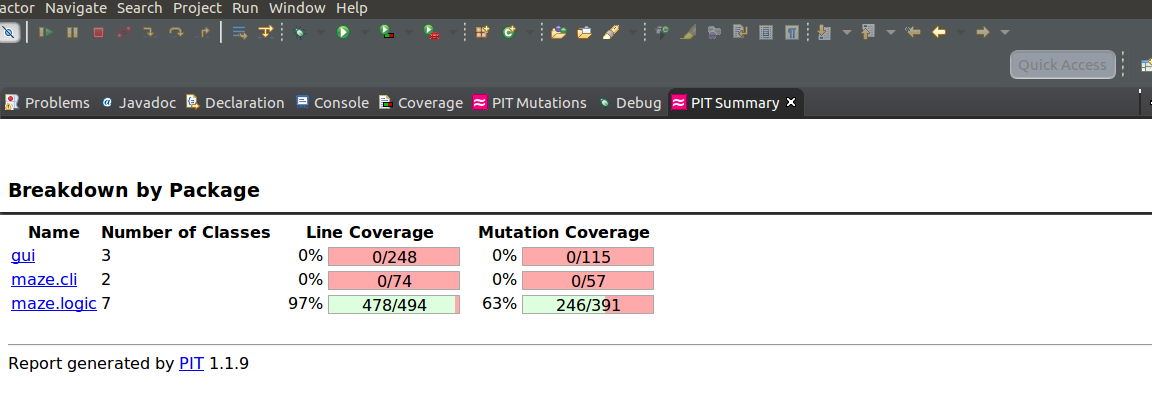 actor Navigate Search Project Run Window Help
Quick Access
Problems Javadoc Declaration Console Coverage PIT Mutations Debug PIT Summary
Breakdown by Package
Name Number of Classes Line Coverage Mutation Coverage
gui 3 0% 0/248 0% 0/115
maze.cli 2 0% 0/74 0% 0/57
maze.logic 7 97% 478/494 63% 246/391
Report generated by PIT 1.1.9